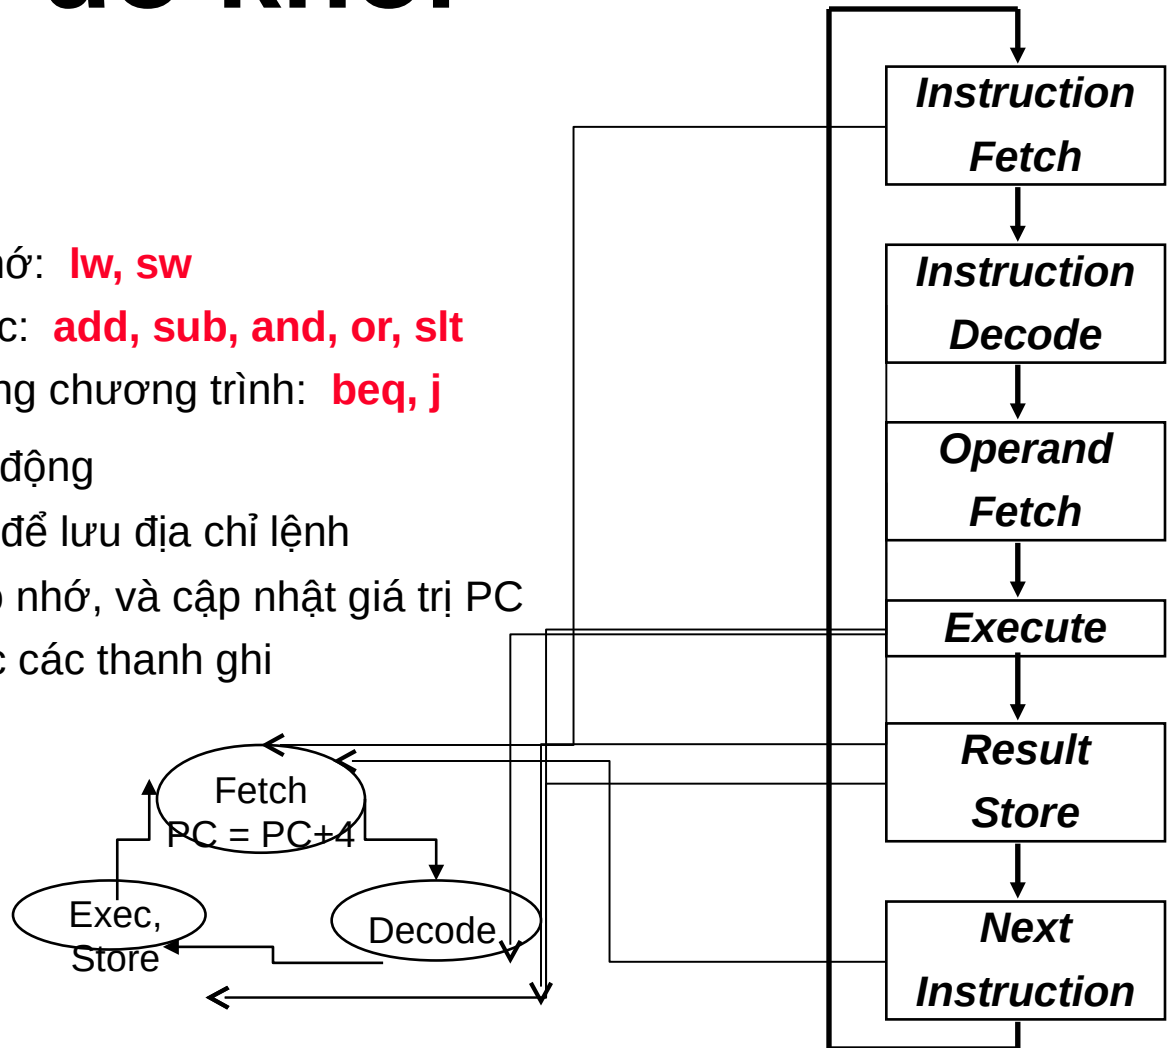 lw, sw
add, sub, and, or, slt
chương trình: beq, j
động
để lưu địa chỉ lệnh
nhớ, và cập nhật giá trị PC
các thanh ghi
Fetch
PC = PC+4
Exec,
Store
Decode
Instruction
Fetch
Instruction
Decode
Operand
Fetch
Execute
Result
Store
Next
Instruction